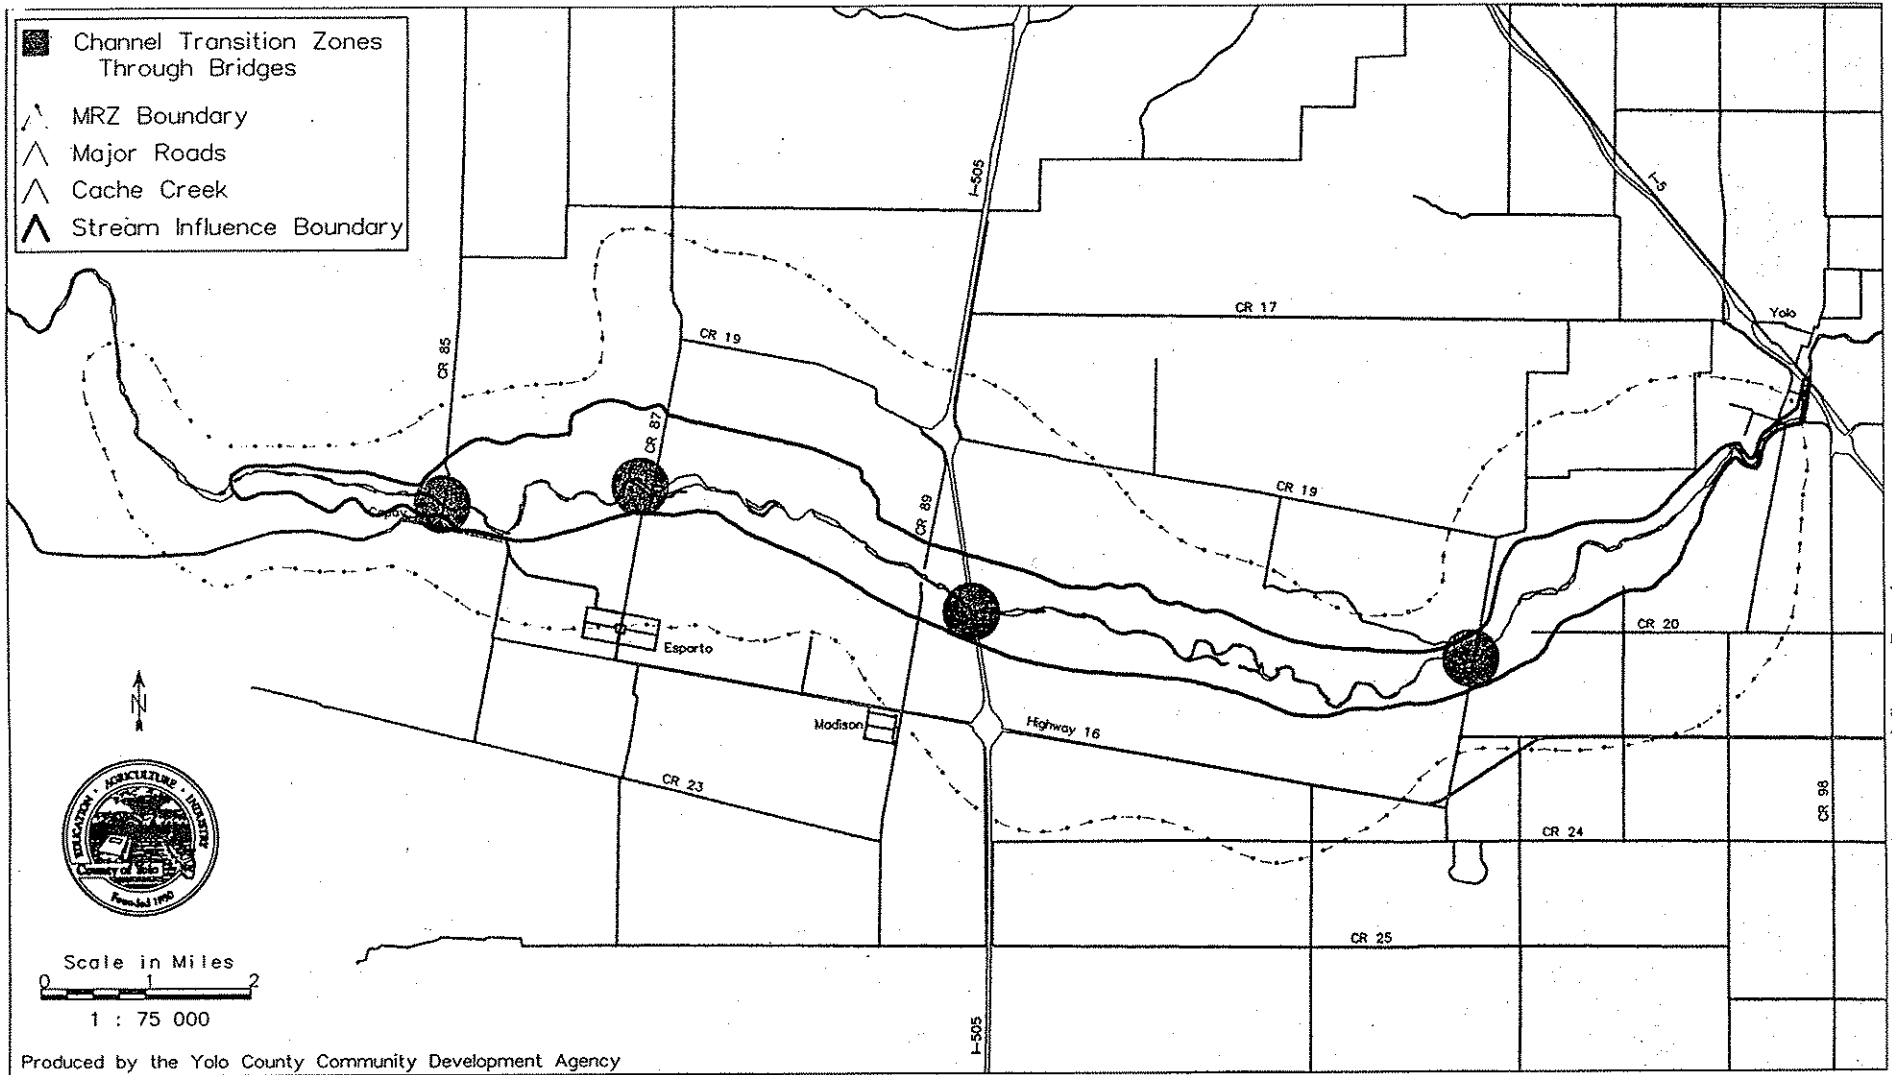 Channel Transition Zones
Through Bridges
MRZ Boundary
Major Roads
Cache Creek
Stream Influence Boundary
I-505
I-5
CR 17
Yolo
CR 85
CR 19
CR 87
CR 89
CR 19
CR 20
Esparto
Madison
Highway 16
N
CR 23
CR 98
CR 24
EDUCATION · AGRICULTURE · INDUSTRY
County of Yolo
Founded 1850
CR 25
Scale in Miles
0 1 2
1 : 75 000
I-505
Produced by the Yolo County Community Development Agency